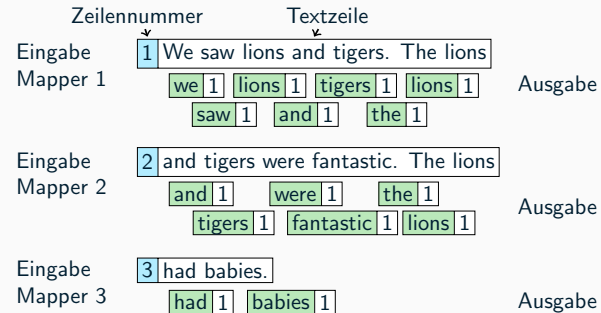 Zeilennummer Textzeile
Eingabe Mapper 1
1 We saw lions and tigers. The lions
we 1 lions 1 tigers 1 lions 1
saw 1 and 1 the 1
Ausgabe
Eingabe Mapper 2
2 and tigers were fantastic. The lions
and 1 were 1 the 1
tigers 1 fantastic 1 lions 1
Ausgabe
Eingabe Mapper 3
3 had babies.
had 1 babies 1
Ausgabe